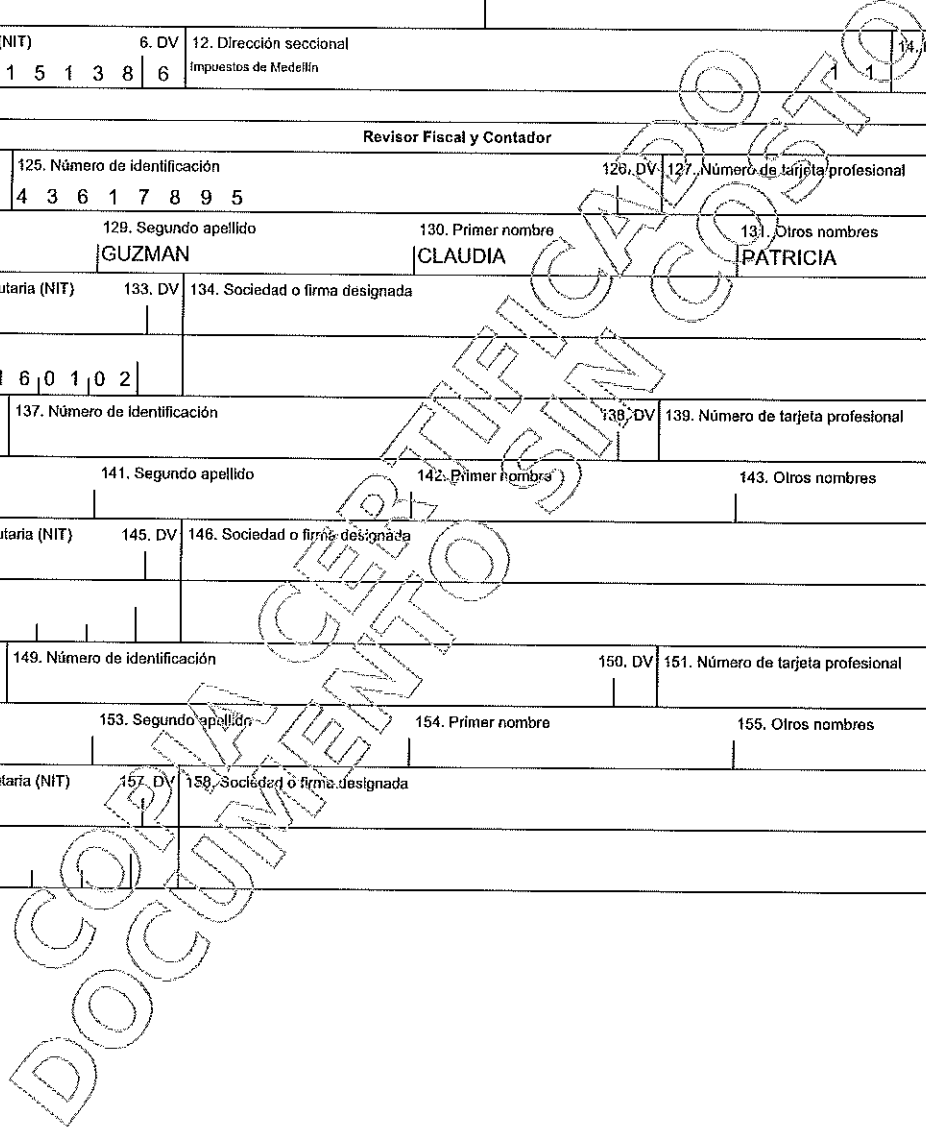 (NIT) 6. DV 12. Dirección seccional 14.
1 5 1 3 8 6 Impuestos de Medellín 1 1
Revisor Fiscal y Contador
125. Número de identificación 126. DV 127. Número de tarjeta profesional
4 3 6 1 7 8 9 5
129. Segundo apellido 130. Primer nombre 131. Otros nombres
GUZMAN CLAUDIA PATRICIA
utaria (NIT) 133. DV 134. Sociedad o firma designada
1 6 0 1 0 2
137. Número de identificación 138. DV 139. Número de tarjeta profesional
141. Segundo apellido 142. Primer nombre 143. Otros nombres
utaria (NIT) 145. DV 146. Sociedad o firma designada
149. Número de identificación 150. DV 151. Número de tarjeta profesional
153. Segundo apellido 154. Primer nombre 155. Otros nombres
utaria (NIT) 157. DV 158. Sociedad o firma designada
COPIA CERTIFICADO
DOCUMENTO SIN COSTO